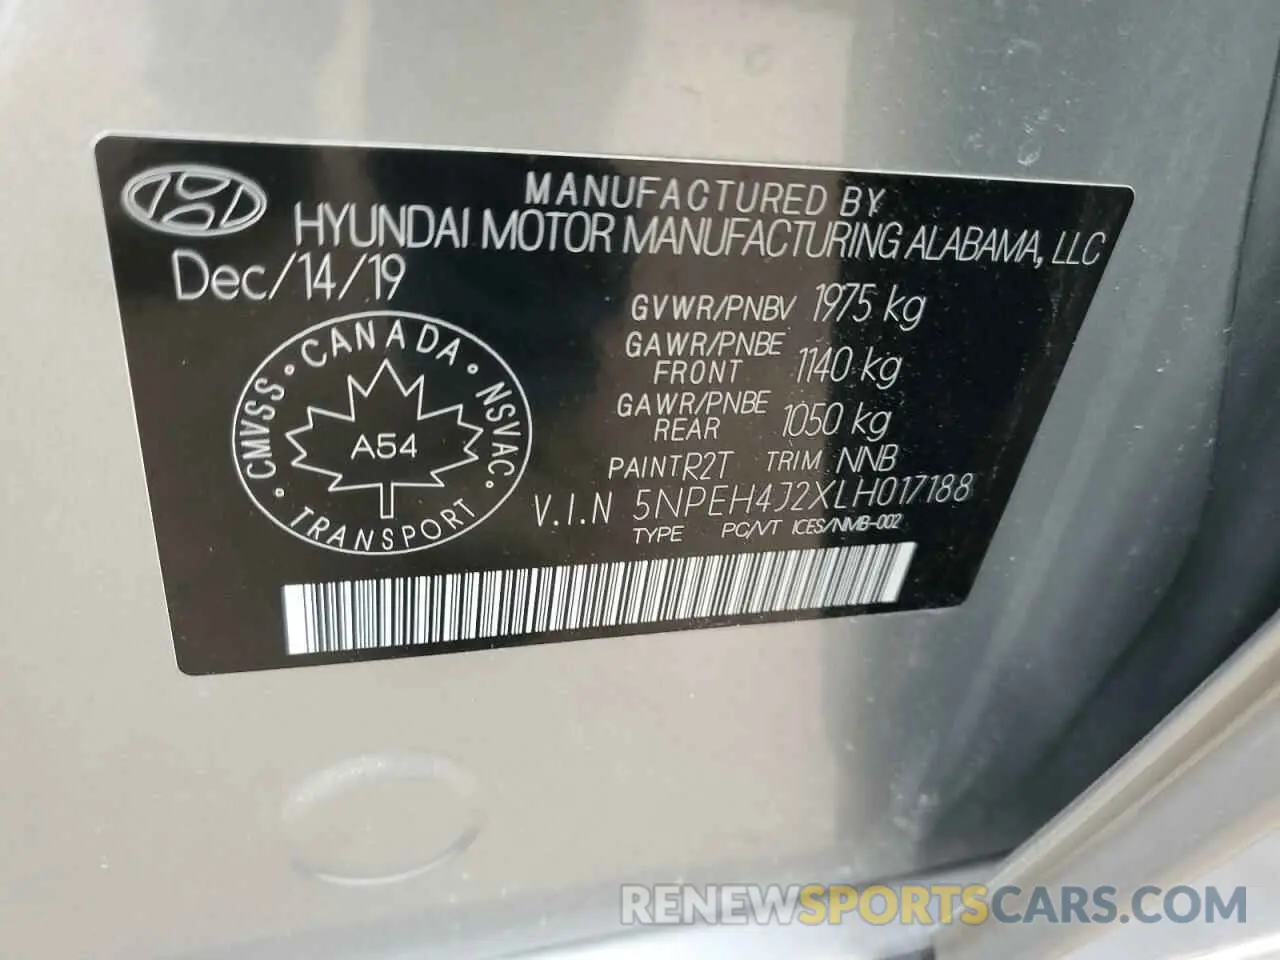 MANUFACTURED BY
HYUNDAI MOTOR MANUFACTURING ALABAMA, LLC
Dec/14/19
GVWR/PNBV 1975 kg
GAWR/PNBE FRONT 1140 kg
GAWR/PNBE REAR 1050 kg
PAINT R2T TRIM NNB
V.I.N 5NPEH4J2XLH017188
TYPE PC/VT ICES/NMB-002
CANADA
CMVSS • NSVAC
A54
TRANSPORT
RENEWSPORTSCARS.COM